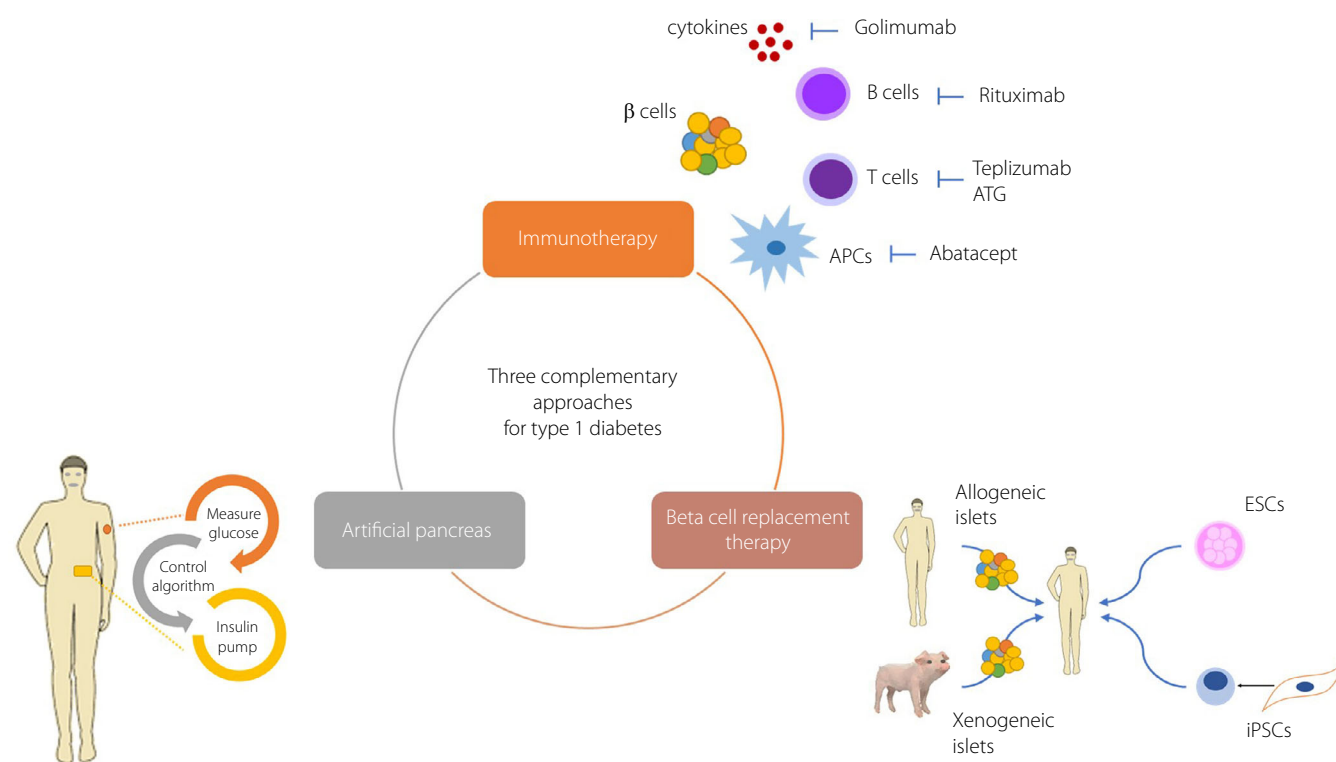 cytokines
Golimumab
B cells
Rituximab
β cells
T cells
Teplizumab
ATG
Immunotherapy
APCs
Abatacept
Three complementary
approaches
for type 1 diabetes
Measure
glucose
Control
algorithm
Insulin
pump
Artificial pancreas
Beta cell replacement
therapy
Allogeneic
islets
ESCs
Xenogeneic
islets
iPSCs